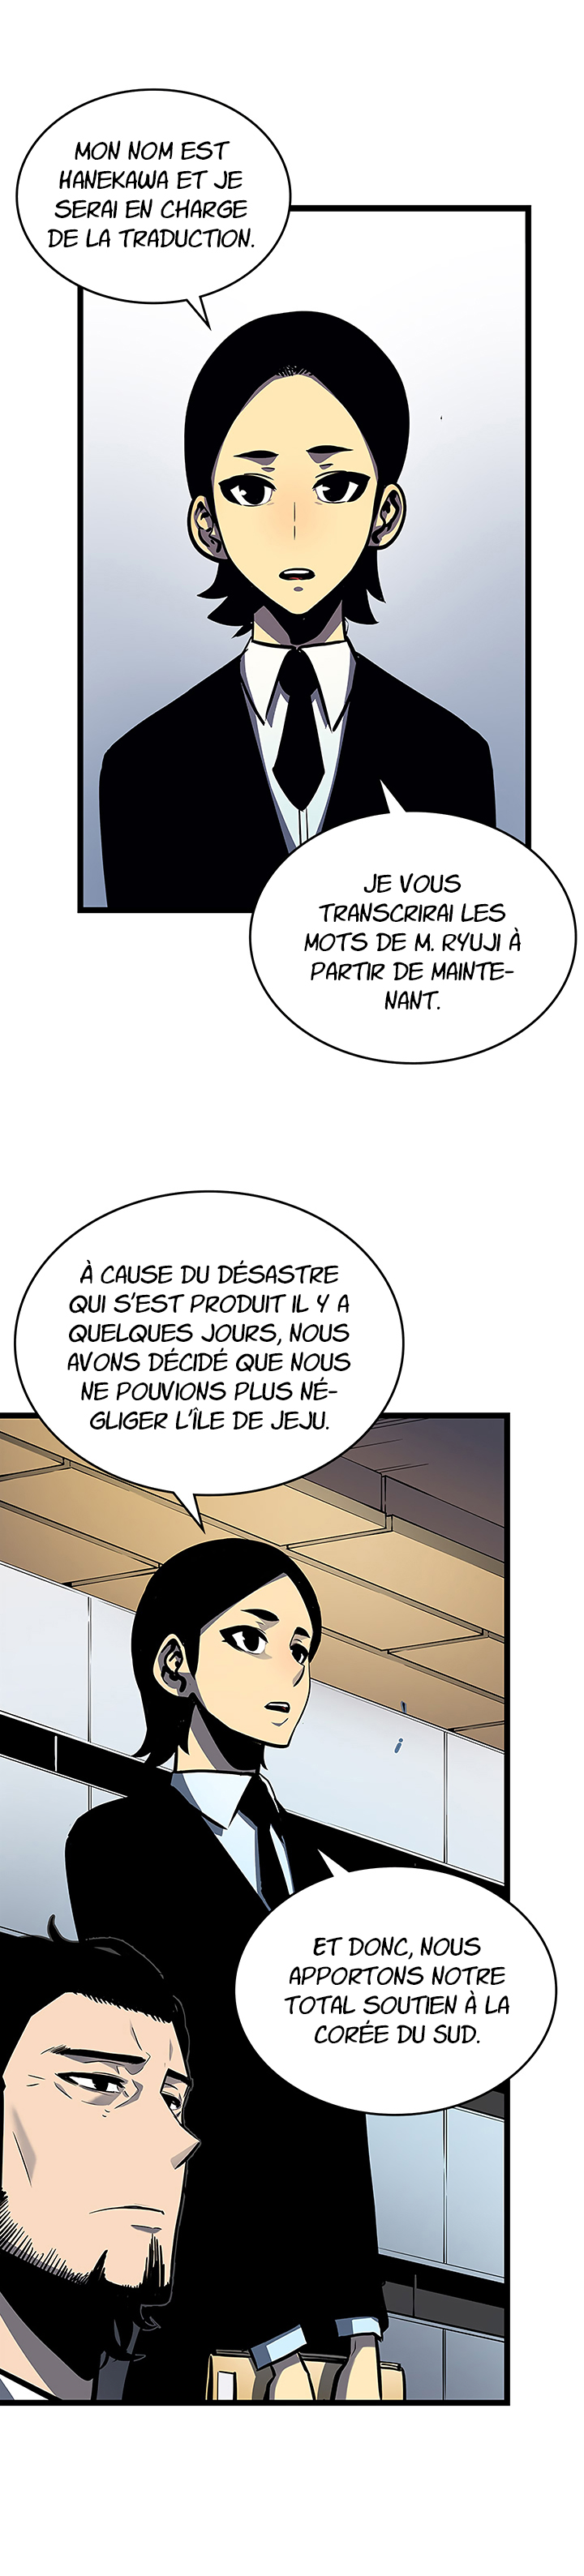 MON NOM EST
HANEKAWA ET JE
SERAI EN CHARGE
DE LA TRADUCTION.
JE VOUS
TRANSCRIRAI LES
MOTS DE M. RYUJI À
PARTIR DE MAINTE-
NANT.
À CAUSE DU DÉSASTRE
QUI S'EST PRODUIT IL Y A
QUELQUES JOURS, NOUS
AVONS DÉCIDÉ QUE NOUS
NE POUVIONS PLUS NÉ-
GLIGER L'ÎLE DE JEJU.
ET DONC, NOUS
APPORTONS NOTRE
TOTAL SOUTIEN À LA
CORÉE DU SUD.